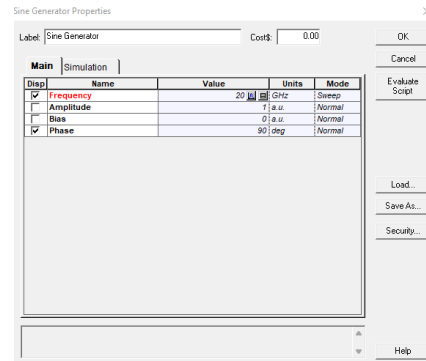 Sine Generator Properties
Label: Sine Generator Cost$: 0.00
OK
Cancel
Evaluate Script
Main Simulation
Disp Name Value Units Mode
Frequency 20 GHz Sweep
Amplitude 1 a.u. Normal
Bias 0 a.u. Normal
Phase 90 deg Normal
Load...
Save As...
Security...
Help